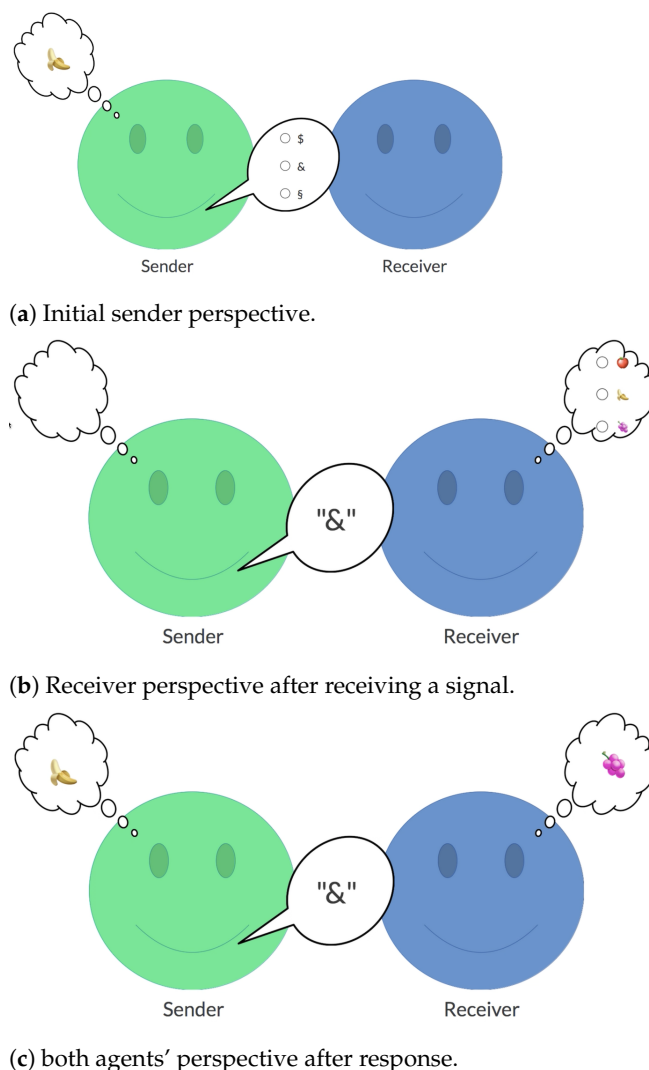 $
&
§
Sender Receiver
(a) Initial sender perspective.
"&"
Sender Receiver
(b) Receiver perspective after receiving a signal.
"&"
Sender Receiver
(c) both agents’ perspective after response.